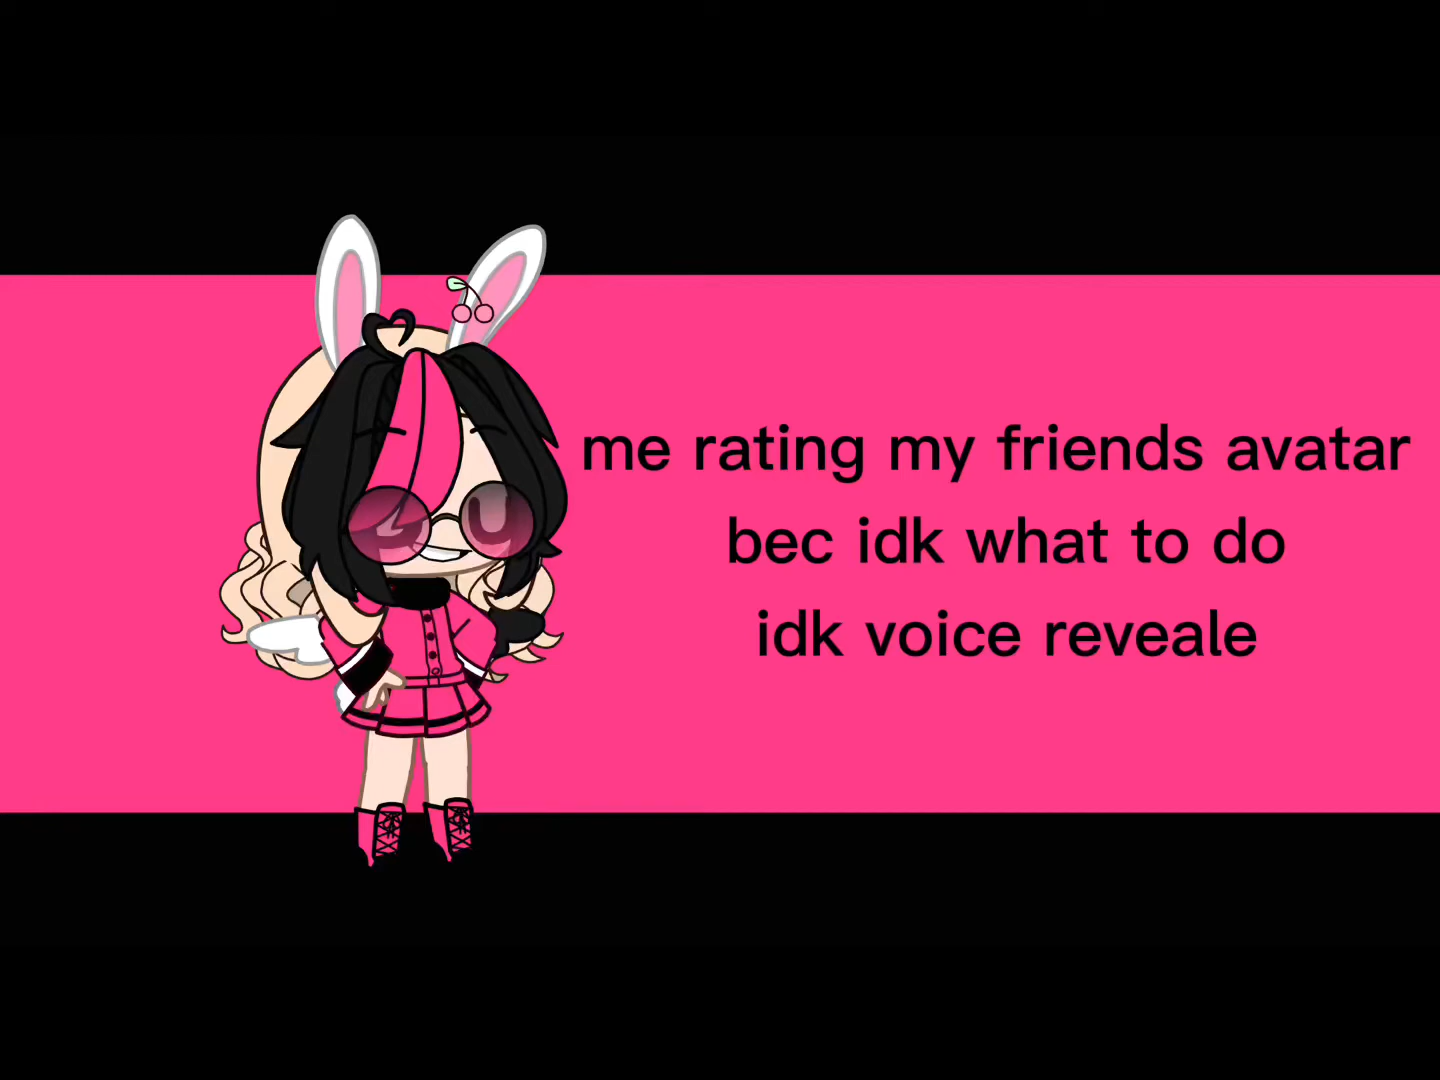 me rating my friends avatar
bec idk what to do
idk voice reveale